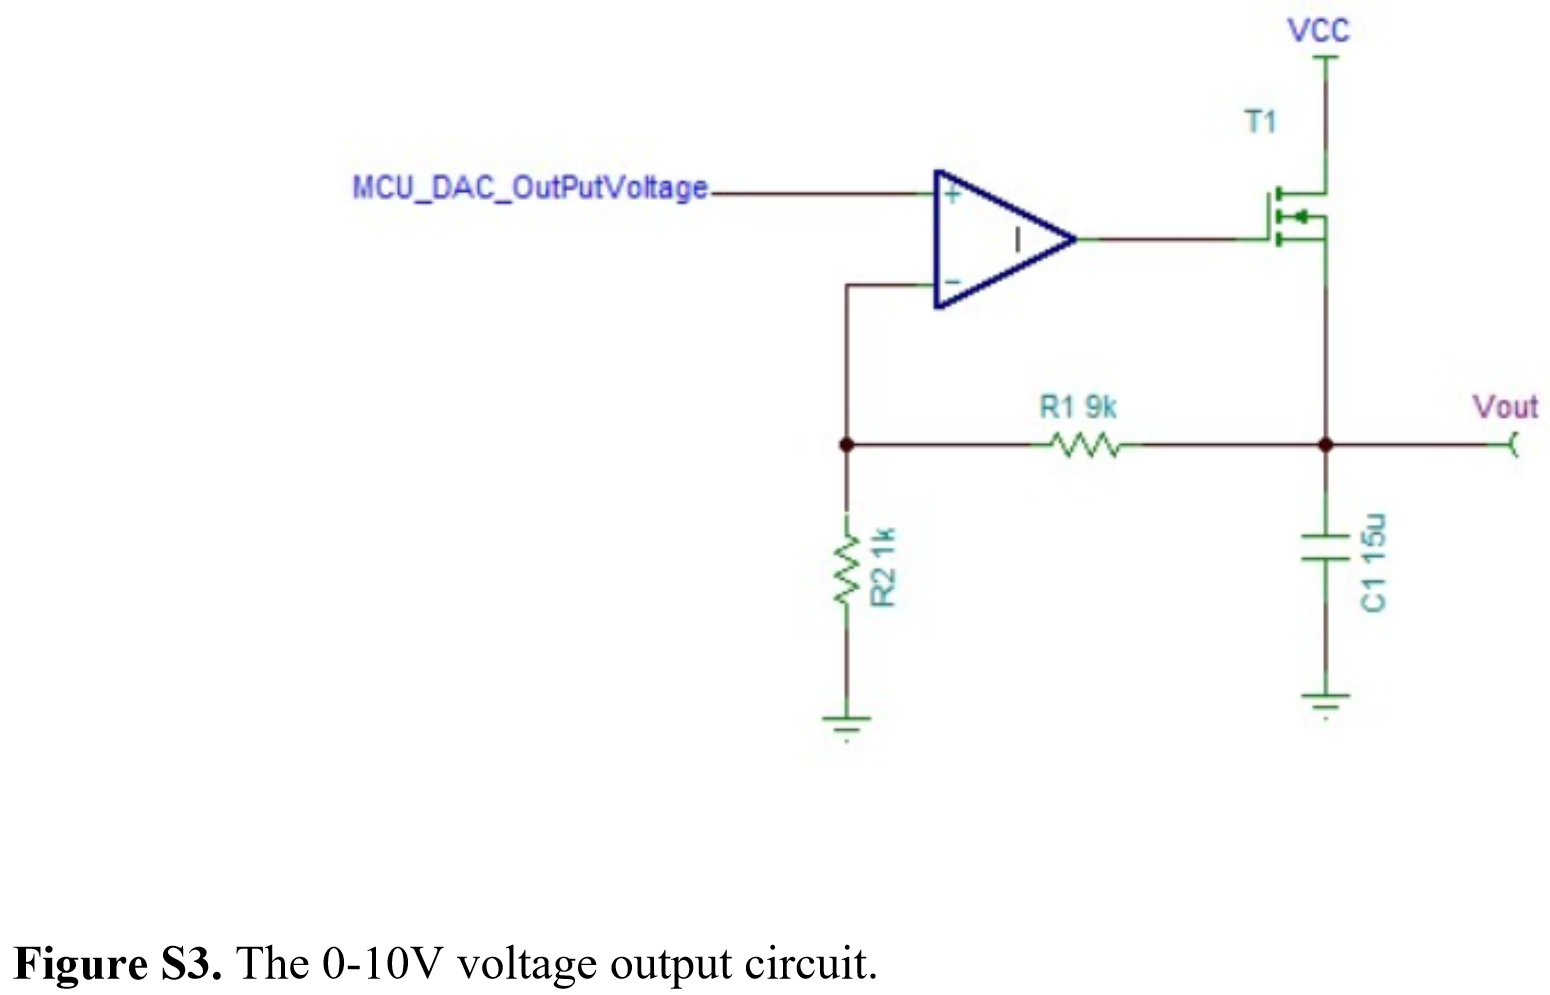 VCC
T1
MCU_DAC_OutPutVoltage
+
-
R1 9k
Vout
R2 1k
C1 15u
Figure S3. The 0-10V voltage output circuit.